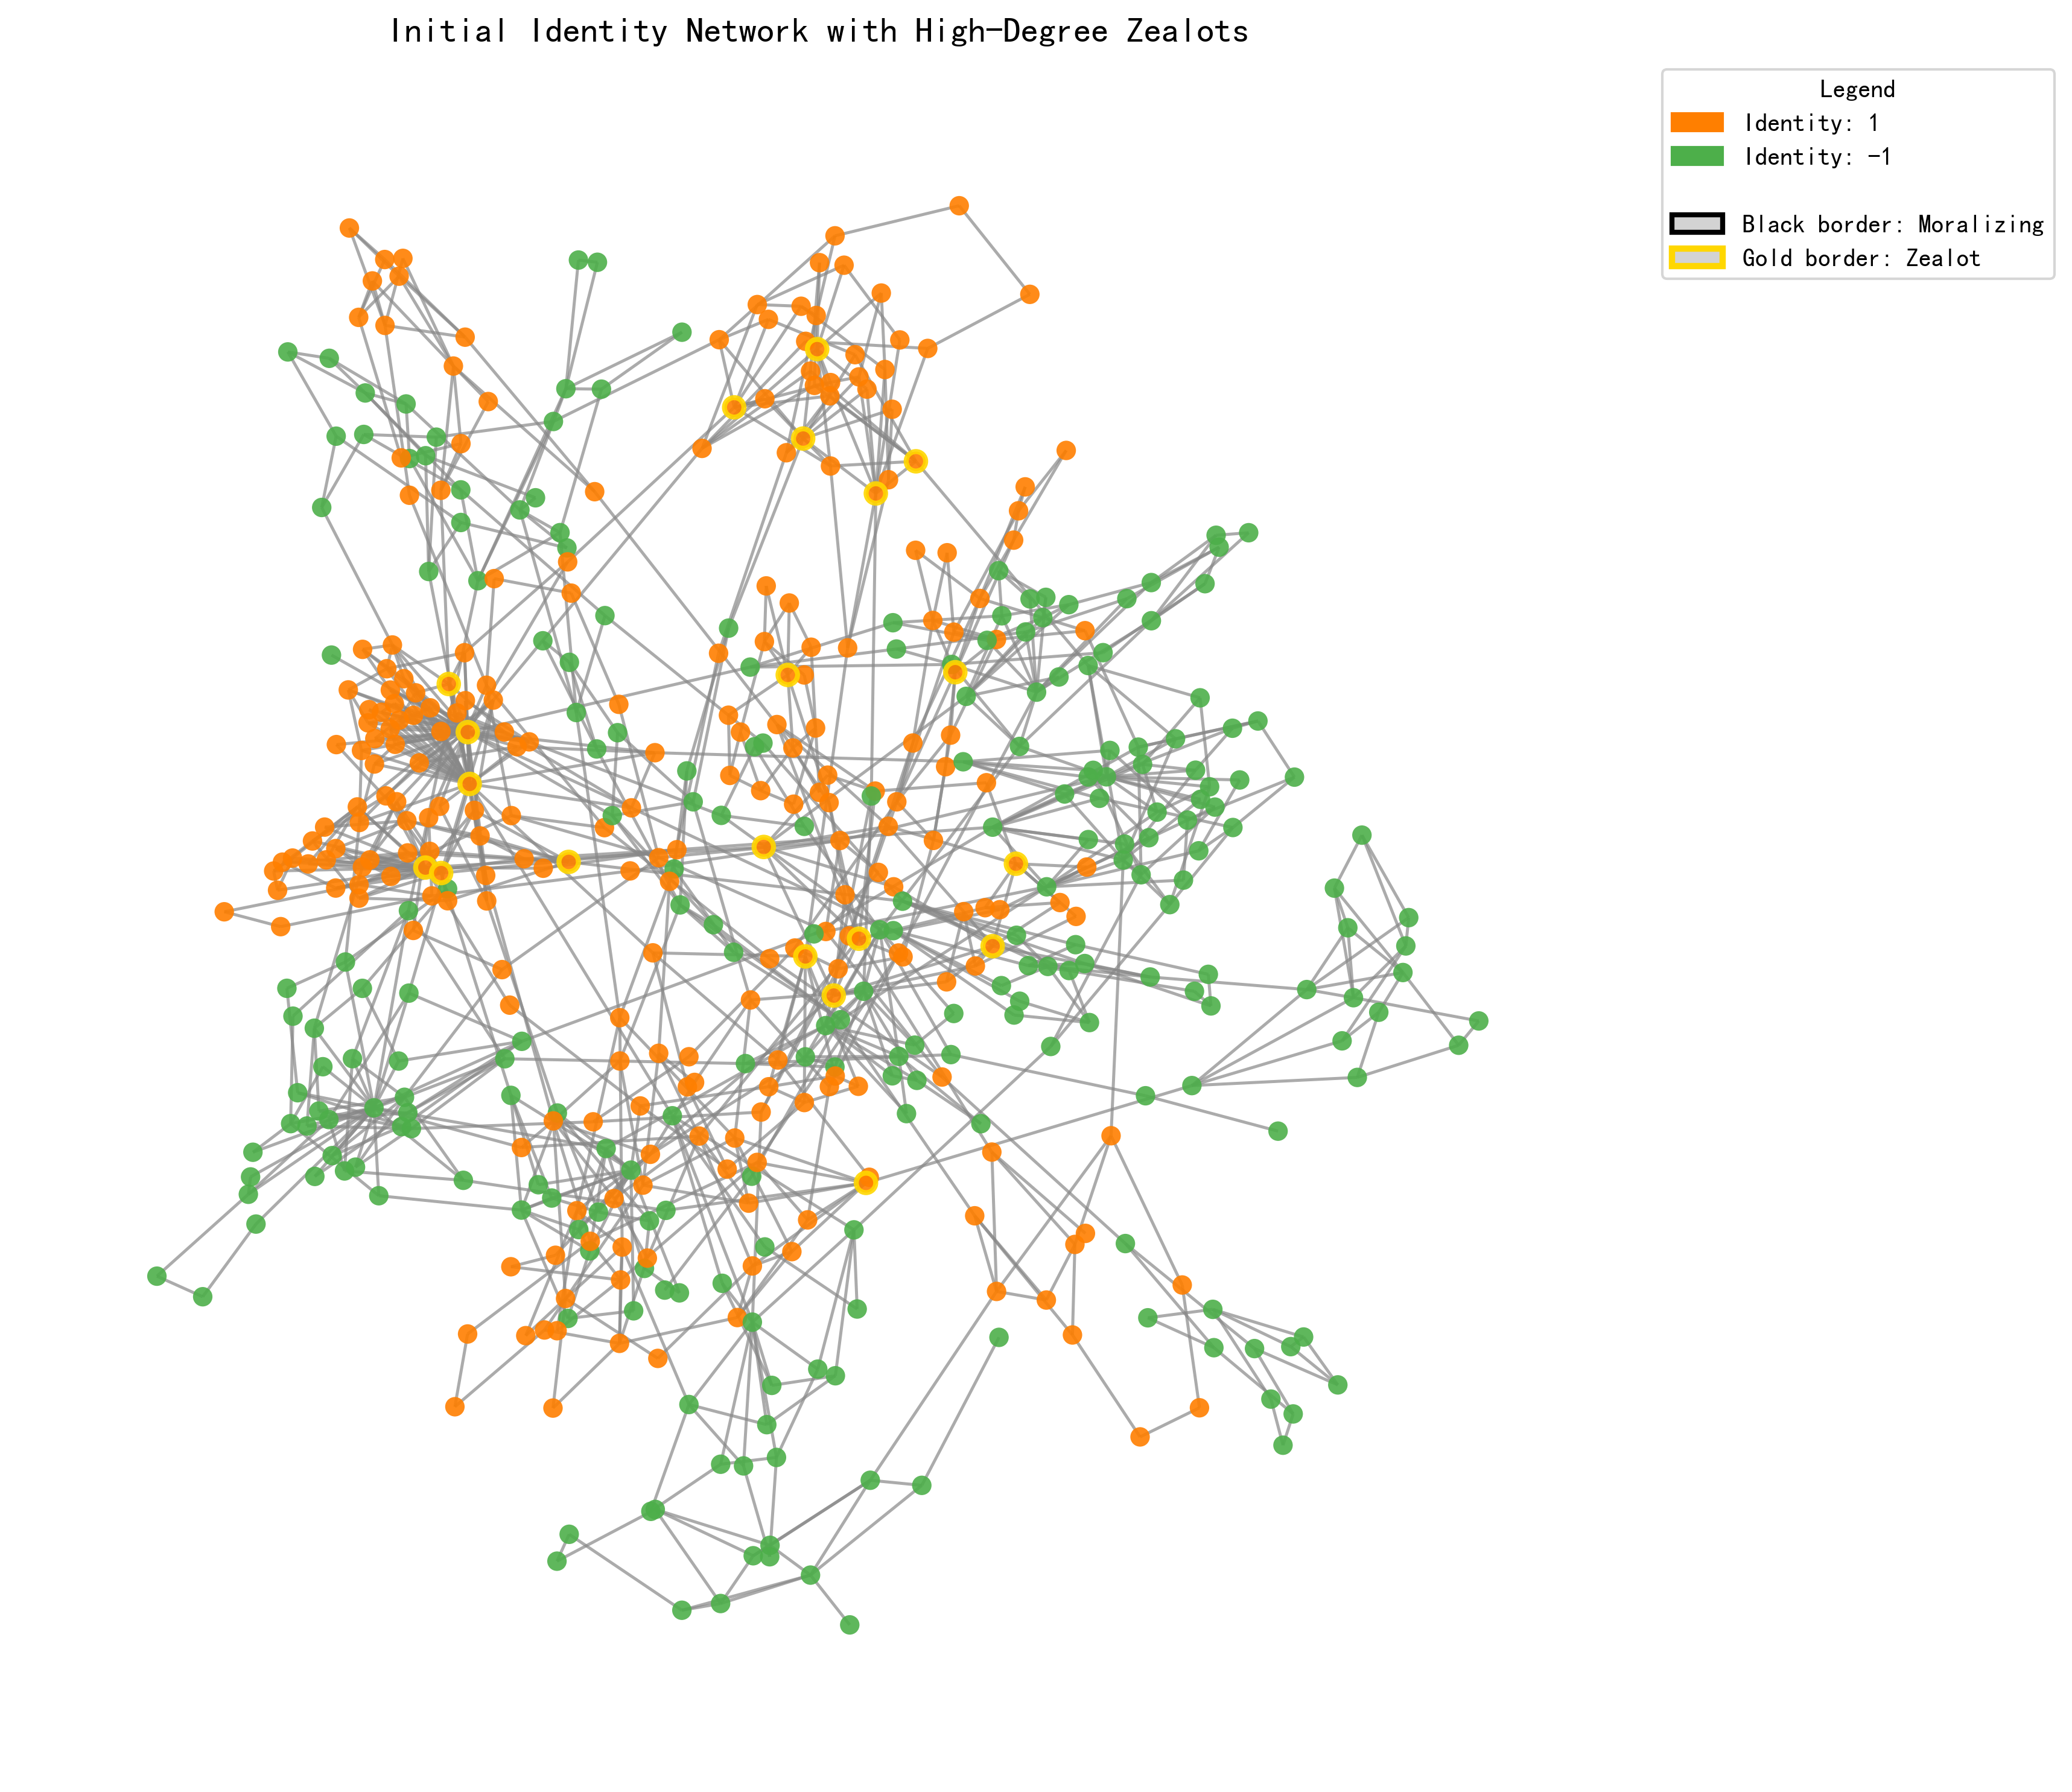 Initial Identity Network with High-Degree Zealots
Legend
Identity: 1
Identity: -1
Black border: Moralizing
Gold border: Zealot